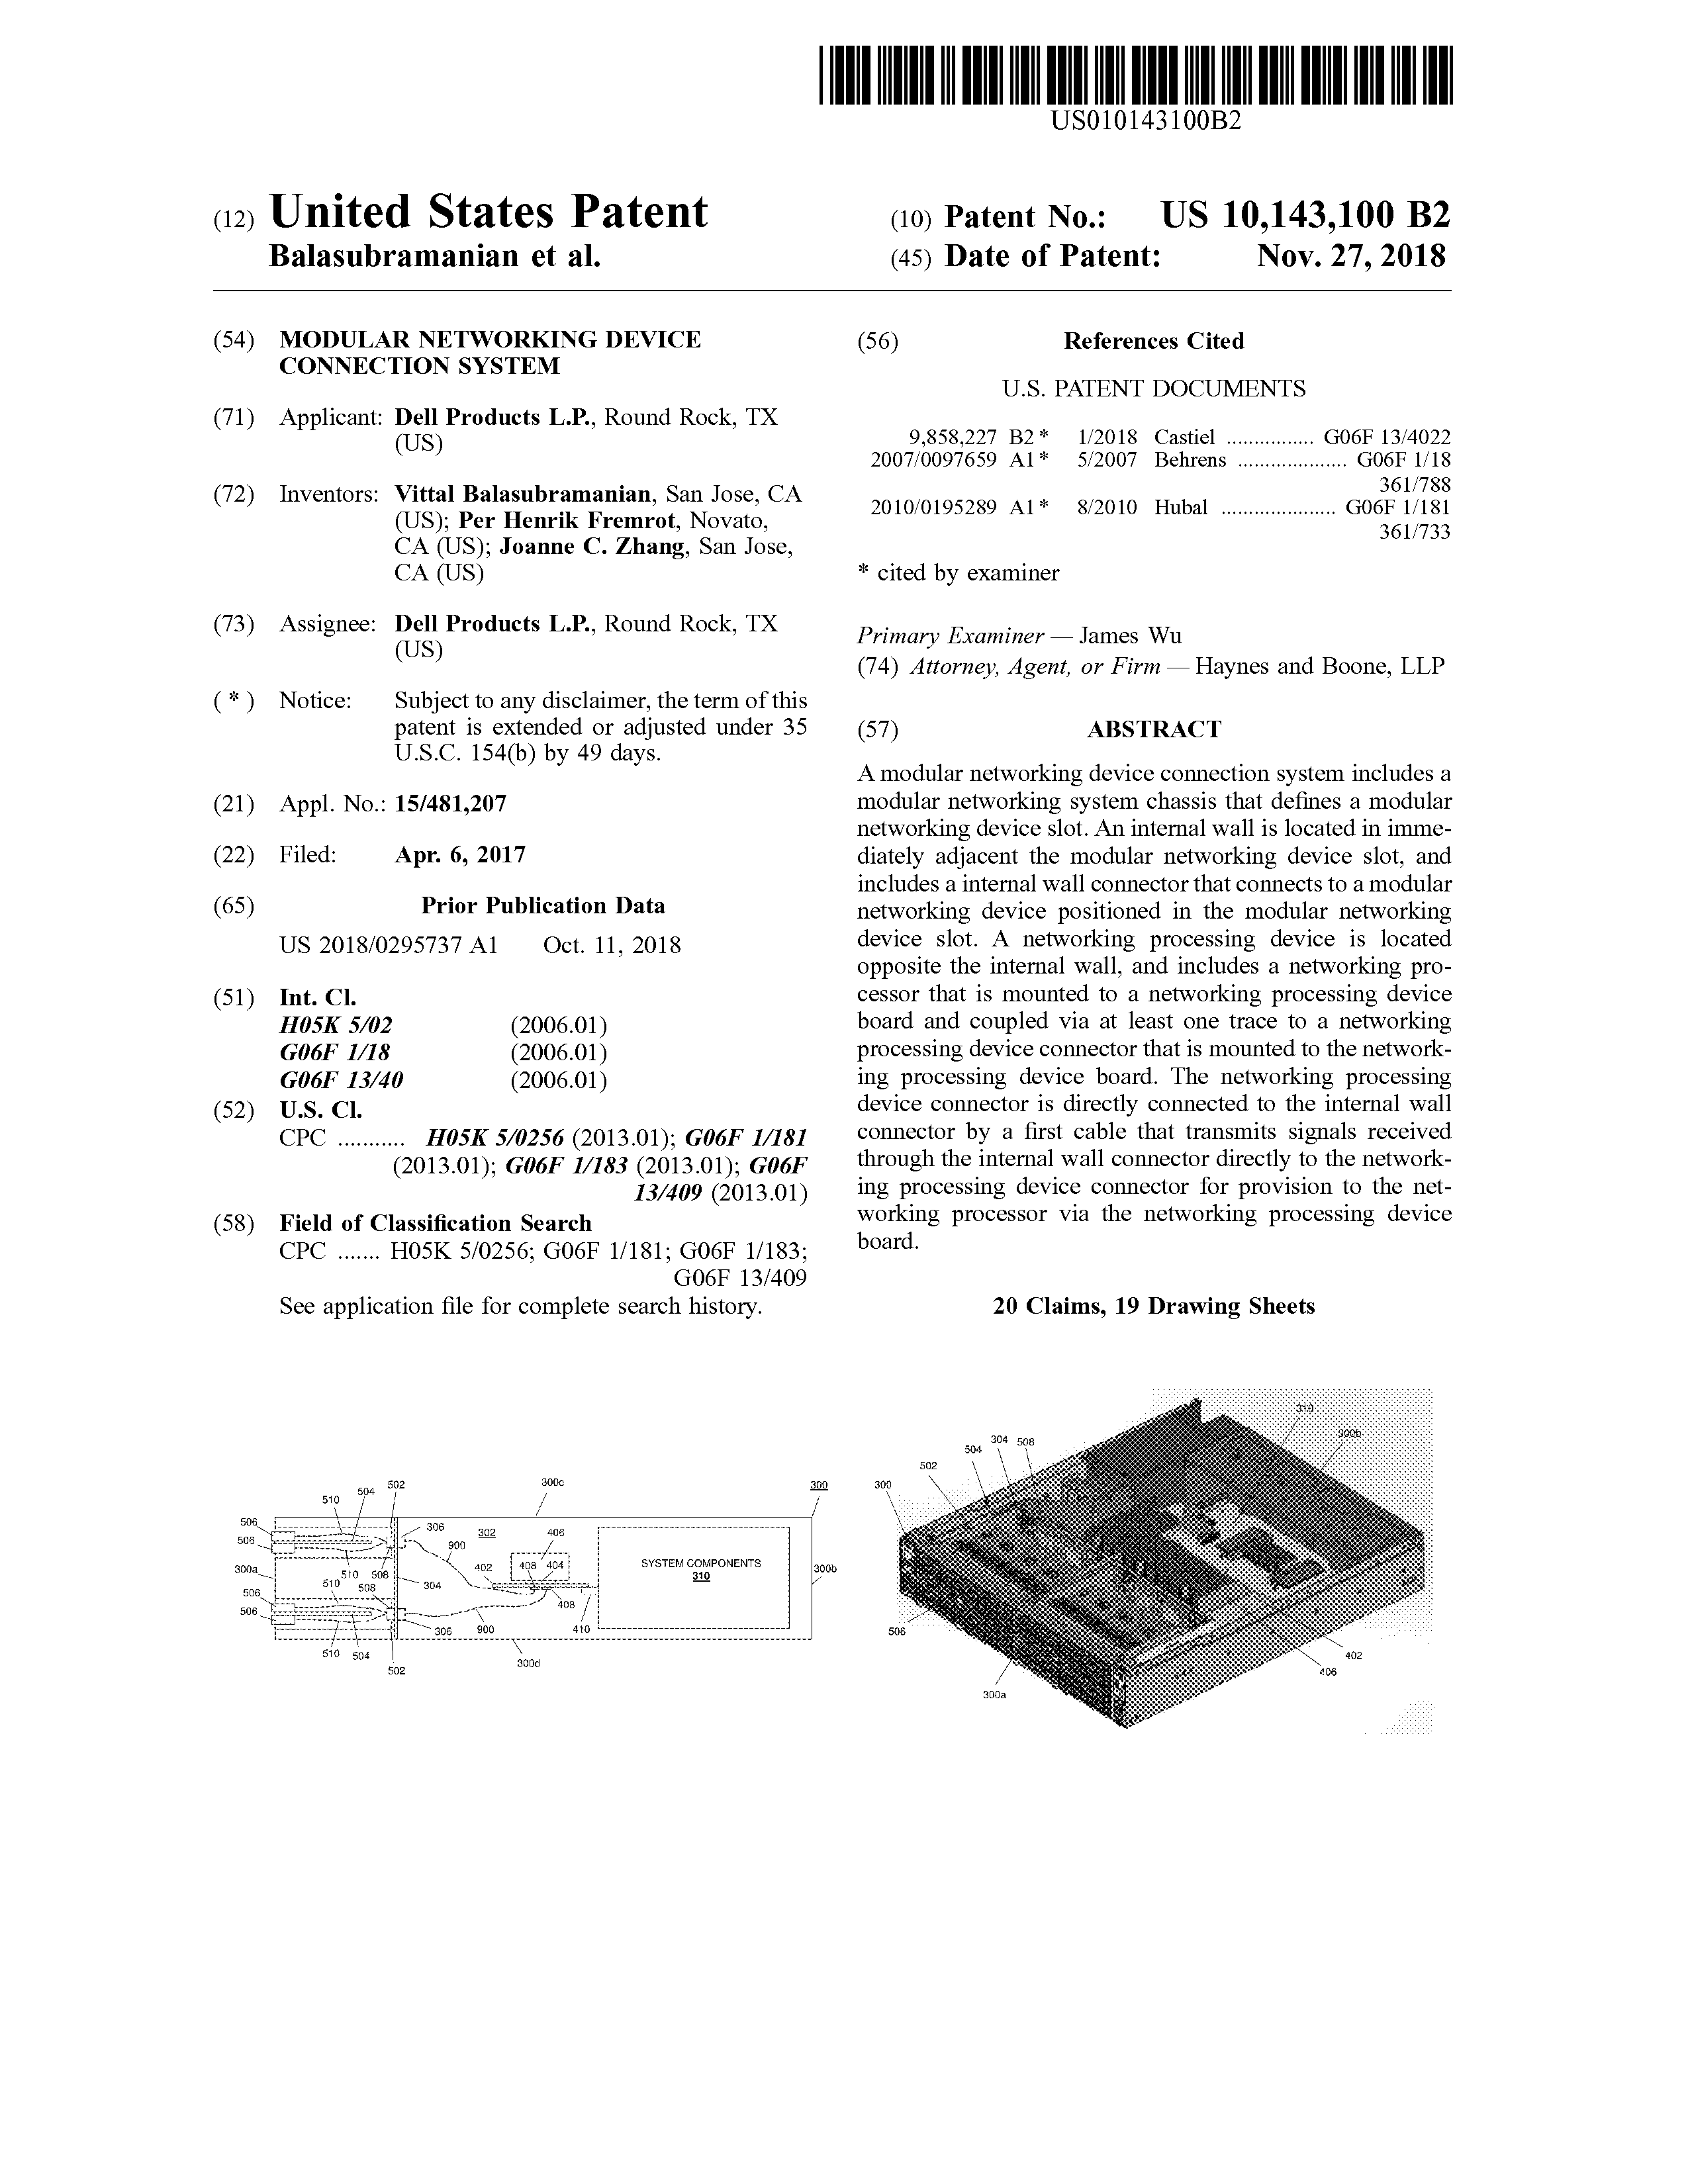 US010143100B2
(12) United States Patent
Balasubramanian et al.
(10) Patent No.: US 10,143,100 B2
(45) Date of Patent: Nov. 27, 2018
(54) MODULAR NETWORKING DEVICE
CONNECTION SYSTEM
(71) Applicant: Dell Products L.P., Round Rock, TX
(US)
(72) Inventors: Vittal Balasubramanian, San Jose, CA
(US); Per Henrik Fremrot, Novato,
CA (US); Joanne C. Zhang, San Jose,
CA (US)
(73) Assignee: Dell Products L.P., Round Rock, TX
(US)
( * ) Notice: Subject to any disclaimer, the term of this
patent is extended or adjusted under 35
U.S.C. 154(b) by 49 days.
(21) Appl. No.: 15/481,207
(22) Filed: Apr. 6, 2017
(65) Prior Publication Data
US 2018/0295737 A1 Oct. 11, 2018
(51) Int. Cl.
H05K 5/02 (2006.01)
G06F 1/18 (2006.01)
G06F 13/40 (2006.01)
(52) U.S. Cl.
CPC ........... H05K 5/0256 (2013.01); G06F 1/181
(2013.01); G06F 1/183 (2013.01); G06F
13/409 (2013.01)
(58) Field of Classification Search
CPC ....... H05K 5/0256; G06F 1/181; G06F 1/183;
G06F 13/409
See application file for complete search history.
(56) References Cited
U.S. PATENT DOCUMENTS
9,858,227 B2 * 1/2018 Castiel ................ G06F 13/4022
2007/0097659 A1 * 5/2007 Behrens .................... G06F 1/18
361/788
2010/0195289 A1 * 8/2010 Hubal ..................... G06F 1/181
361/733
* cited by examiner
Primary Examiner — James Wu
(74) Attorney, Agent, or Firm — Haynes and Boone, LLP
(57) ABSTRACT
A modular networking device connection system includes a
modular networking system chassis that defines a modular
networking device slot. An internal wall is located in imme-
diately adjacent the modular networking device slot, and
includes a internal wall connector that connects to a modular
networking device positioned in the modular networking
device slot. A networking processing device is located
opposite the internal wall, and includes a networking pro-
cessor that is mounted to a networking processing device
board and coupled via at least one trace to a networking
processing device connector that is mounted to the network-
ing processing device board. The networking processing
device connector is directly connected to the internal wall
connector by a first cable that transmits signals received
through the internal wall connector directly to the network-
ing processing device connector for provision to the net-
working processor via the networking processing device
board.
20 Claims, 19 Drawing Sheets
502 300c 300
510 504
506 306 302 406
506 900
300a 510 506 402 408 404 SYSTEM COMPONENTS 300b
510 508 304 310
506
506 408
306 900 410
510 504 300d
502
310
300b
304 508
504
502
300
506
402
406
300a